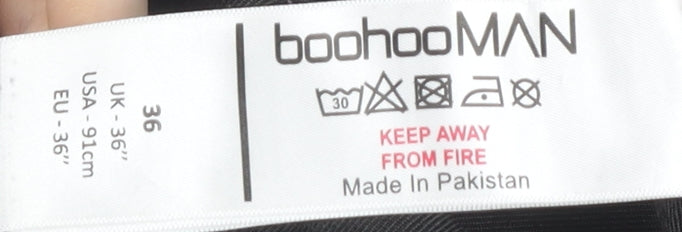 boohooMAN
30
KEEP AWAY
FROM FIRE
Made In Pakistan
36
UK - 36"
USA - 91cm
EU - 36"